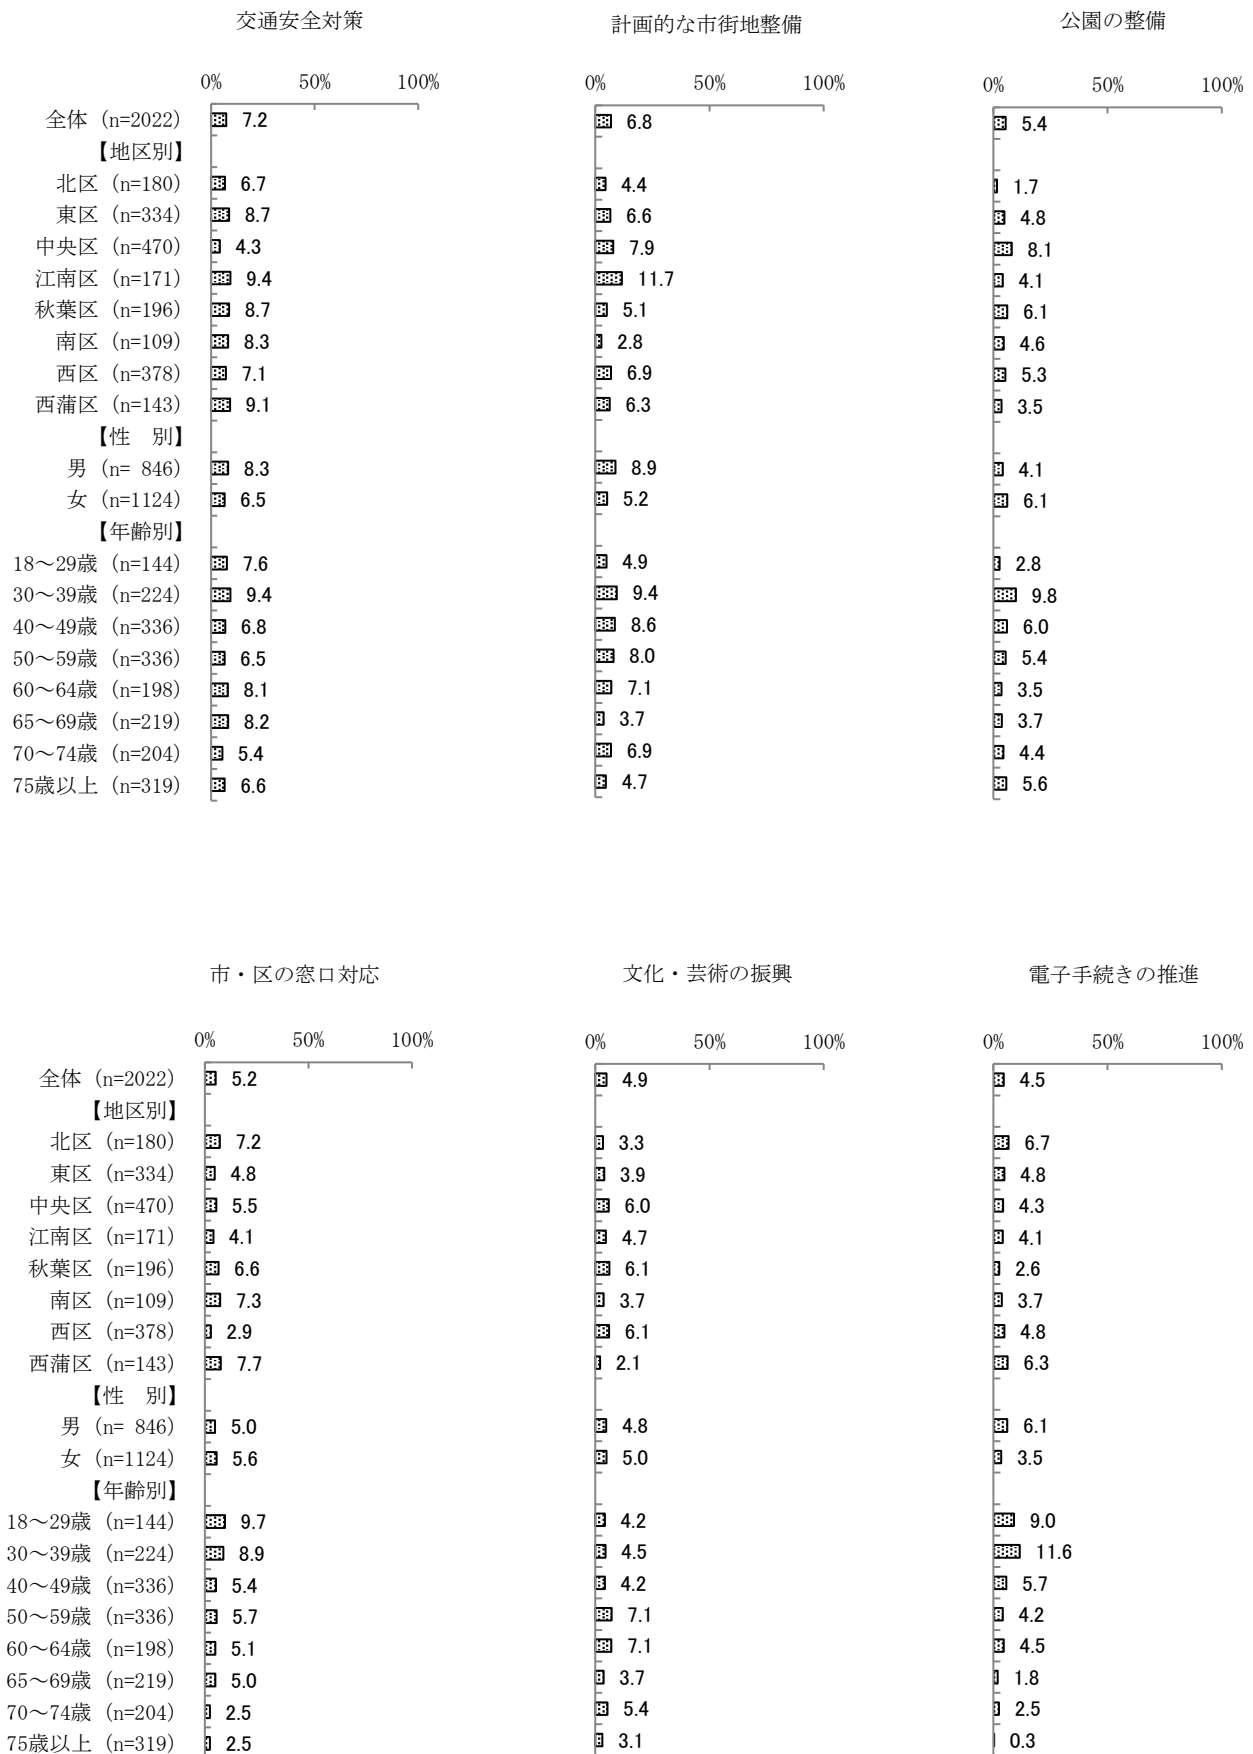 交通安全対策 計画的な市街地整備 公園の整備
0% 50% 100% 0% 50% 100% 0% 50% 100%
全体 (n=2022) 7.2 6.8 5.4
【地区別】
北区 (n=180) 6.7 4.4 1.7
東区 (n=334) 8.7 6.6 4.8
中央区 (n=470) 4.3 7.9 8.1
江南区 (n=171) 9.4 11.7 4.1
秋葉区 (n=196) 8.7 5.1 6.1
南区 (n=109) 8.3 2.8 4.6
西区 (n=378) 7.1 6.9 5.3
西蒲区 (n=143) 9.1 6.3 3.5
【性　別】
男 (n= 846) 8.3 8.9 4.1
女 (n=1124) 6.5 5.2 6.1
【年齢別】
18～29歳 (n=144) 7.6 4.9 2.8
30～39歳 (n=224) 9.4 9.4 9.8
40～49歳 (n=336) 6.8 8.6 6.0
50～59歳 (n=336) 6.5 8.0 5.4
60～64歳 (n=198) 8.1 7.1 3.5
65～69歳 (n=219) 8.2 3.7 3.7
70～74歳 (n=204) 5.4 6.9 4.4
75歳以上 (n=319) 6.6 4.7 5.6
市・区の窓口対応 文化・芸術の振興 電子手続きの推進
0% 50% 100% 0% 50% 100% 0% 50% 100%
全体 (n=2022) 5.2 4.9 4.5
【地区別】
北区 (n=180) 7.2 3.3 6.7
東区 (n=334) 4.8 3.9 4.8
中央区 (n=470) 5.5 6.0 4.3
江南区 (n=171) 4.1 4.7 4.1
秋葉区 (n=196) 6.6 6.1 2.6
南区 (n=109) 7.3 3.7 3.7
西区 (n=378) 2.9 6.1 4.8
西蒲区 (n=143) 7.7 2.1 6.3
【性　別】
男 (n= 846) 5.0 4.8 6.1
女 (n=1124) 5.6 5.0 3.5
【年齢別】
18～29歳 (n=144) 9.7 4.2 9.0
30～39歳 (n=224) 8.9 4.5 11.6
40～49歳 (n=336) 5.4 4.2 5.7
50～59歳 (n=336) 5.7 7.1 4.2
60～64歳 (n=198) 5.1 7.1 4.5
65～69歳 (n=219) 5.0 3.7 1.8
70～74歳 (n=204) 2.5 5.4 2.5
75歳以上 (n=319) 2.5 3.1 0.3